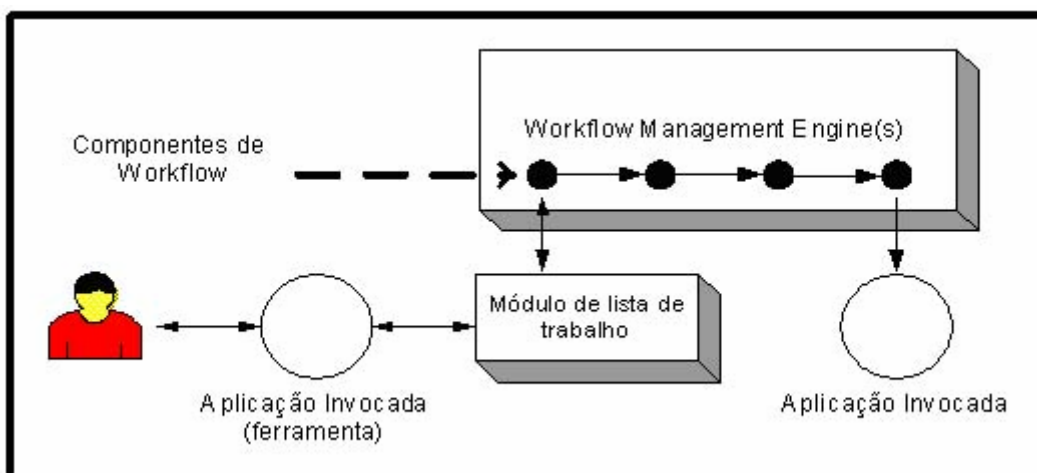 Workflow Management Engine(s)
Componentes de
Workflow
Módulo de lista de
trabalho
Aplicação Invocada
(ferramenta)
Aplicação Invocada